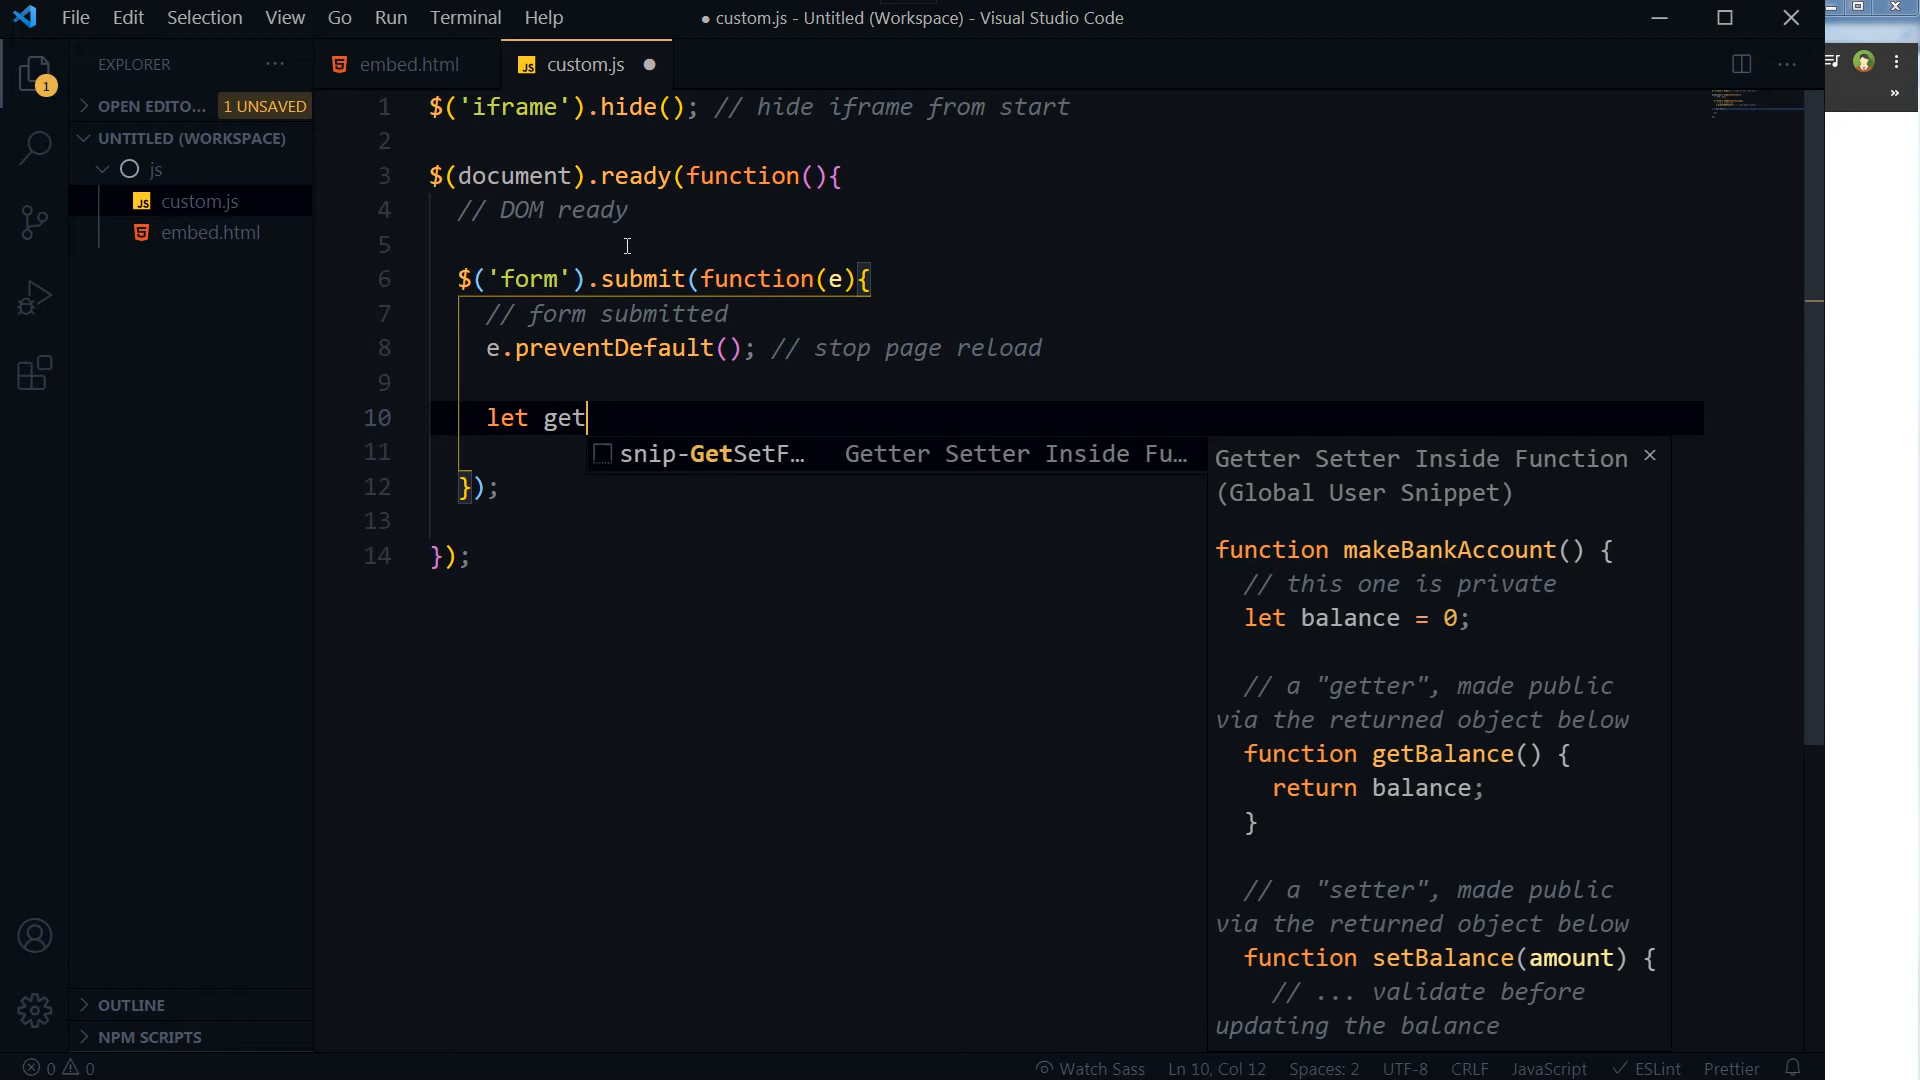 File Edit Selection View Go Run Terminal Help
● custom.js - Untitled (Workspace) - Visual Studio Code
EXPLORER
embed.html
custom.js
OPEN EDITO... 1 UNSAVED
UNTITLED (WORKSPACE)
js
custom.js
embed.html
1
1 $('iframe').hide(); // hide iframe from start
2
3 $(document).ready(function(){
4 // DOM ready
5
6 $('form').submit(function(e){
7 // form submitted
8 e.preventDefault(); // stop page reload
9
10 let get
11
12 });
13
14 });
snip-GetSetF... Getter Setter Inside Fu...
Getter Setter Inside Function
(Global User Snippet)
function makeBankAccount() {
// this one is private
let balance = 0;
// a "getter", made public
via the returned object below
function getBalance() {
return balance;
}
// a "setter", made public
via the returned object below
function setBalance(amount) {
// ... validate before
updating the balance
OUTLINE
NPM SCRIPTS
0 0
Watch Sass Ln 10, Col 12 Spaces: 2 UTF-8 CRLF JavaScript ESLint Prettier